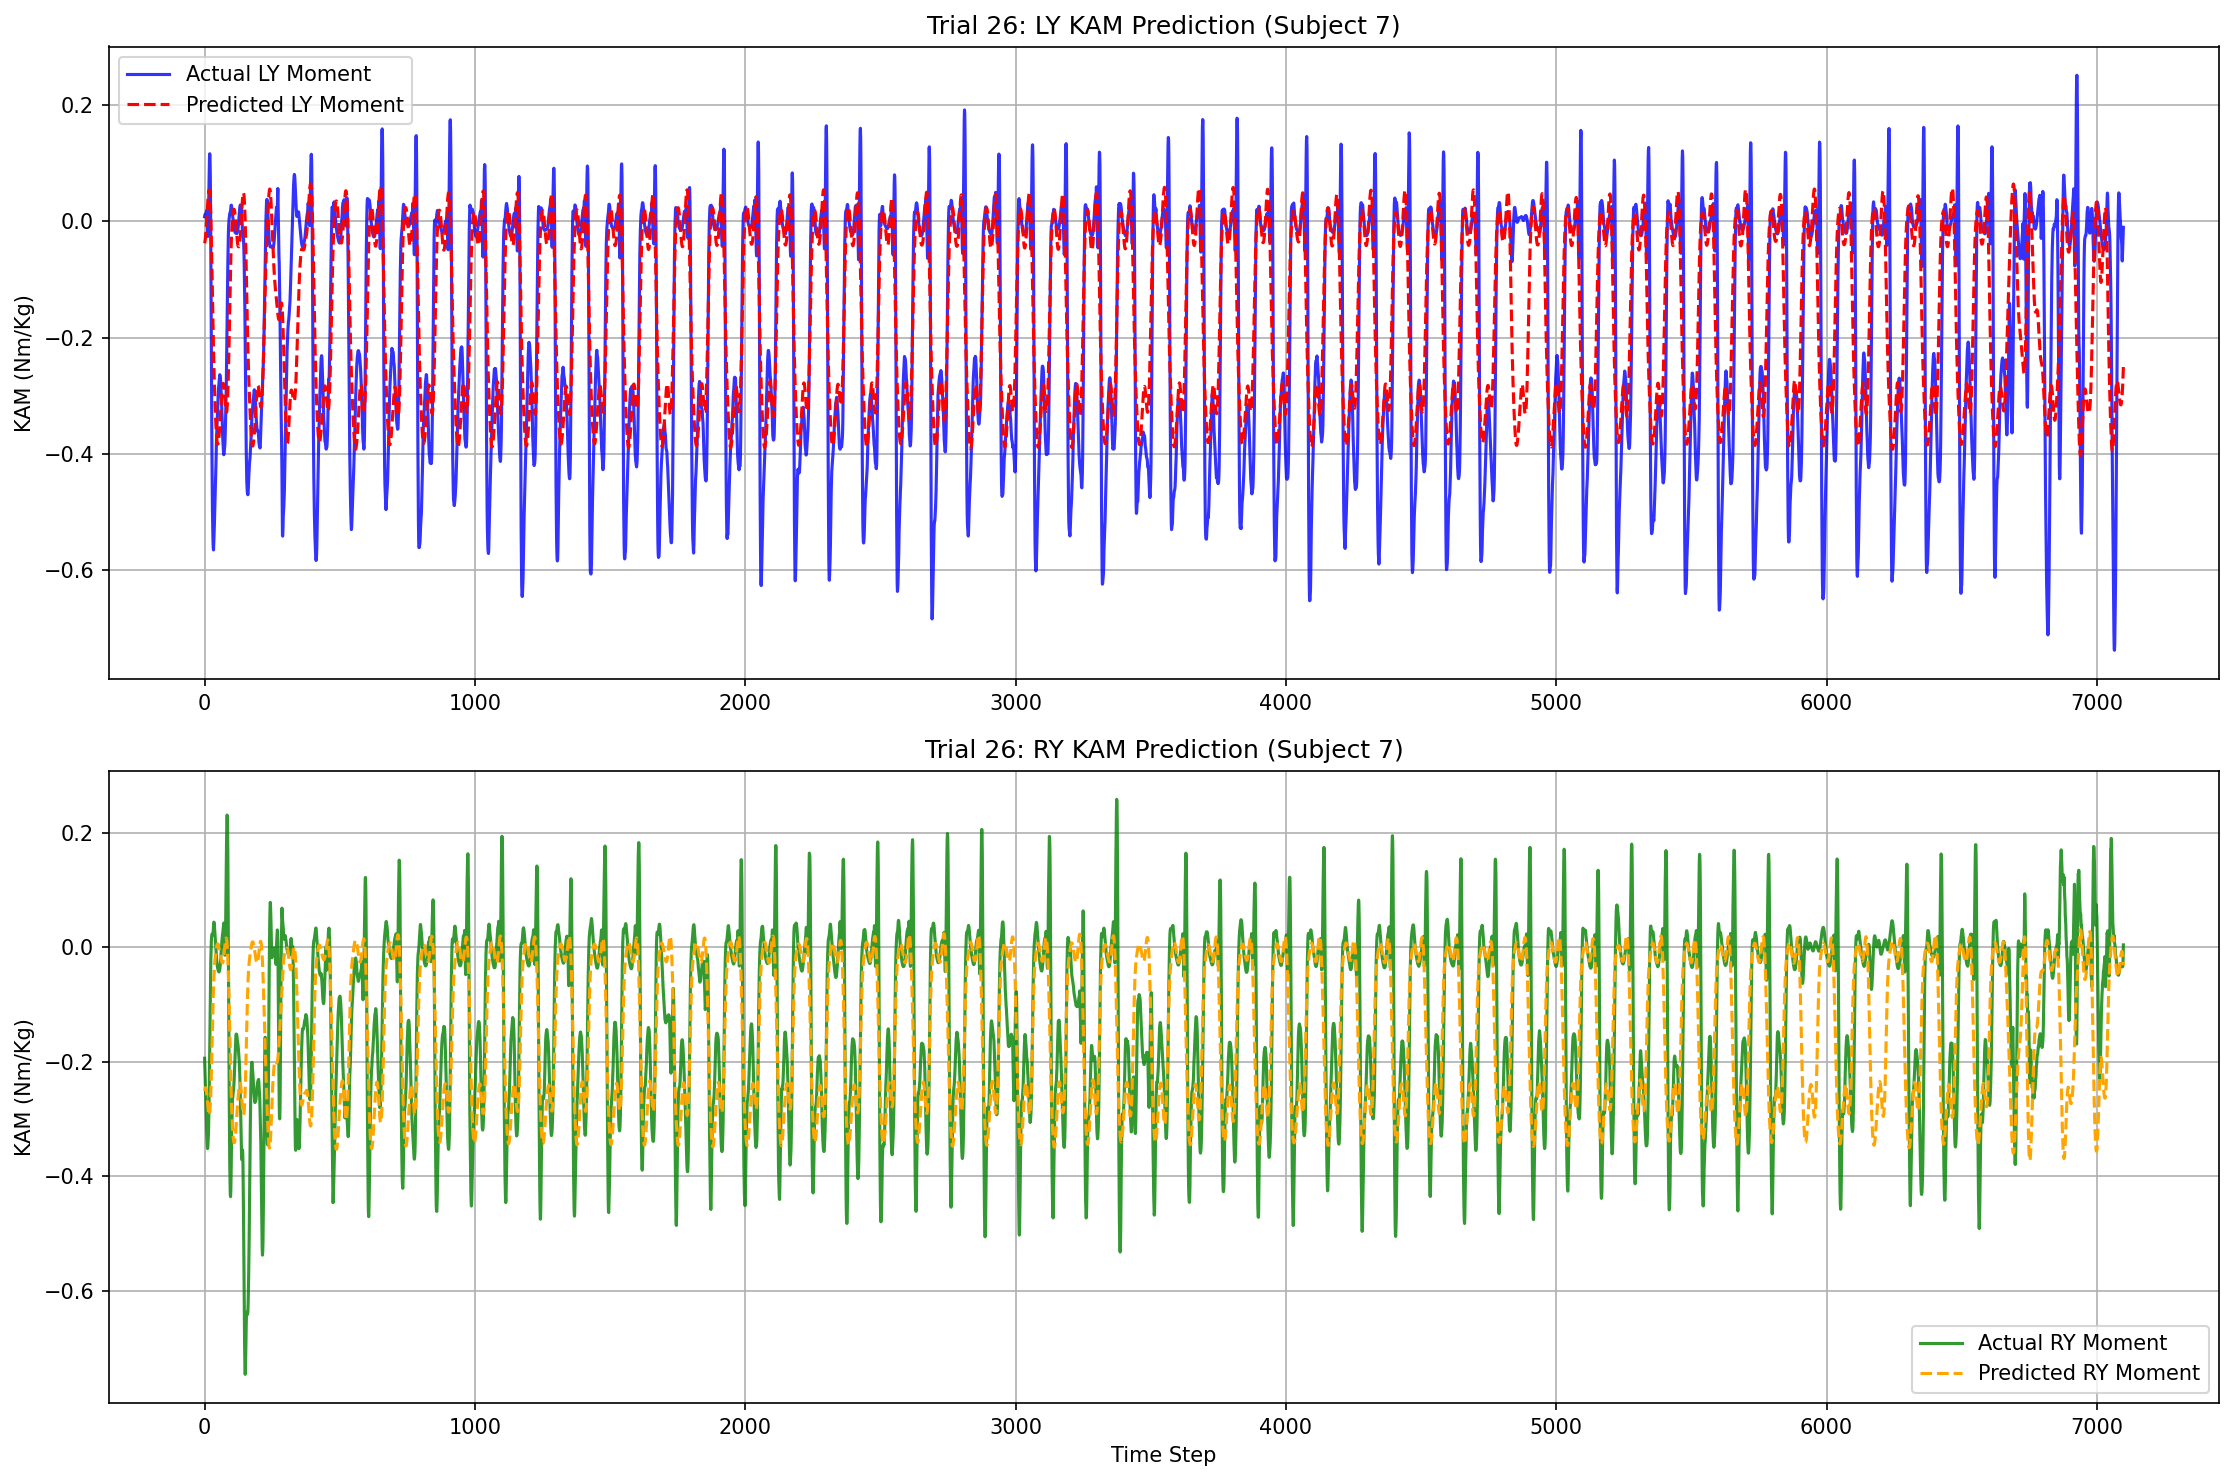 Trial 26: LY KAM Prediction (Subject 7)
Actual LY Moment
Predicted LY Moment
KAM (Nm/Kg)
0.2
0.0
−0.2
−0.4
−0.6
0 1000 2000 3000 4000 5000 6000 7000
Trial 26: RY KAM Prediction (Subject 7)
KAM (Nm/Kg)
0.2
0.0
−0.2
−0.4
−0.6
Actual RY Moment
Predicted RY Moment
0 1000 2000 3000 4000 5000 6000 7000
Time Step